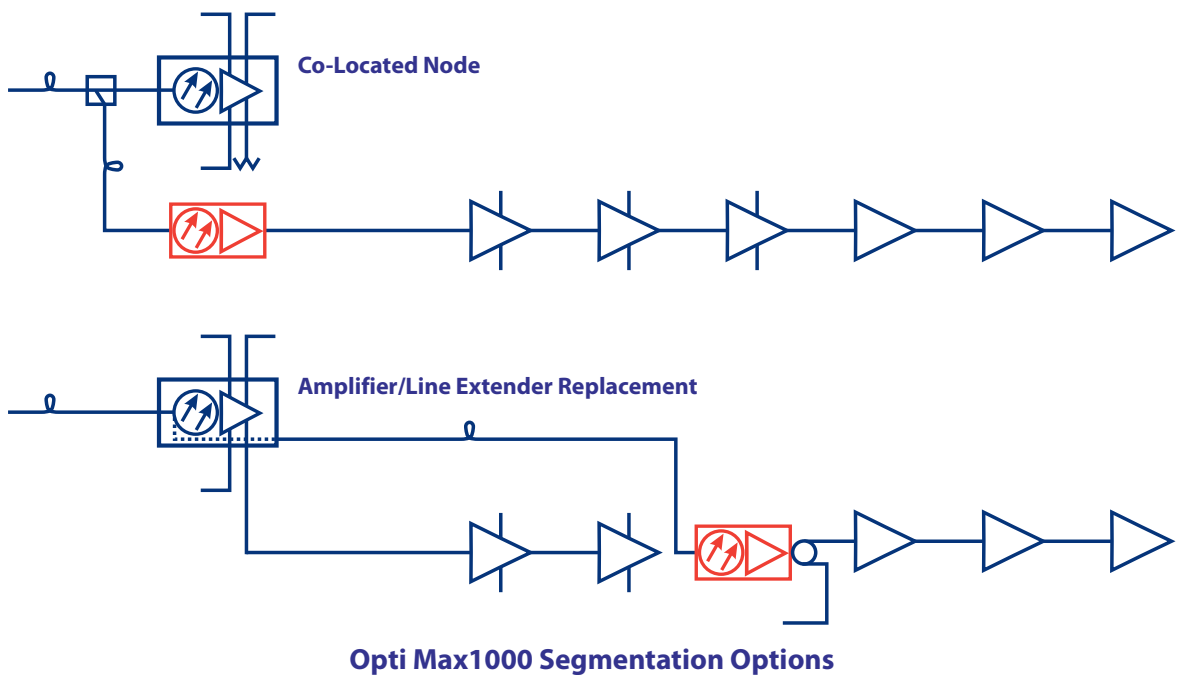 Co-Located Node
Amplifier/Line Extender Replacement
Opti Max1000 Segmentation Options